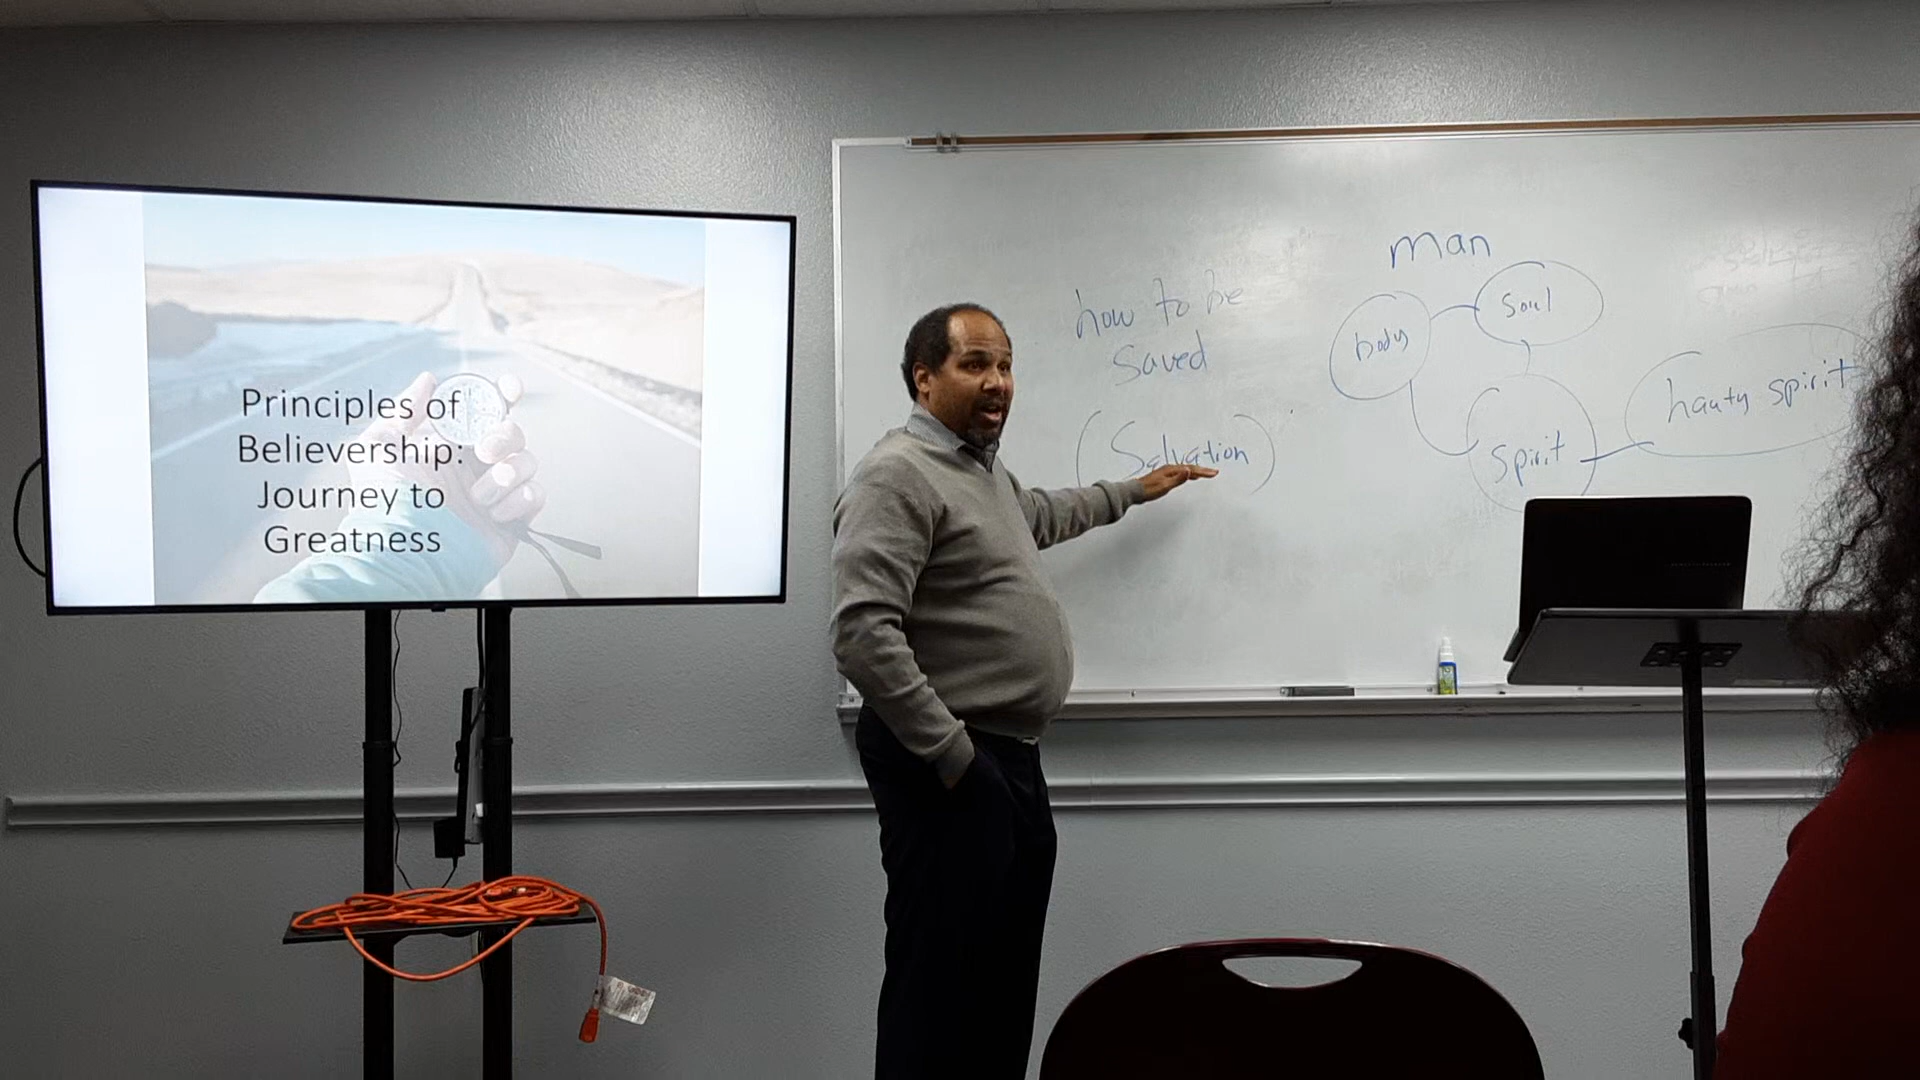 Principles of
Believership:
Journey to
Greatness
how to be
Saved
(Salvation)
man
body
Soul
Spirit
hauty spirit